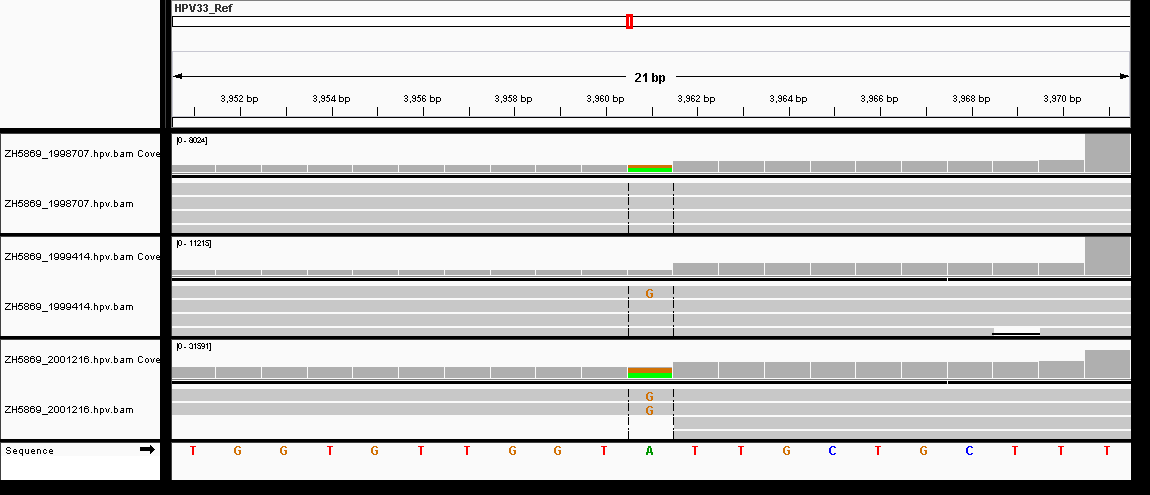 HPV33_Ref
21 bp
3,952 bp 3,954 bp 3,956 bp 3,958 bp 3,960 bp 3,962 bp 3,964 bp 3,966 bp 3,968 bp 3,970 bp
[0 - 8024]
ZH5869_1998707.hpv.bam Cove
ZH5869_1998707.hpv.bam
[0 - 11215]
ZH5869_1999414.hpv.bam Cove
G
ZH5869_1999414.hpv.bam
[0 - 31591]
ZH5869_2001216.hpv.bam Cove
G
ZH5869_2001216.hpv.bam G
Sequence T G G T G T T G G T A T T G C T G C T T T